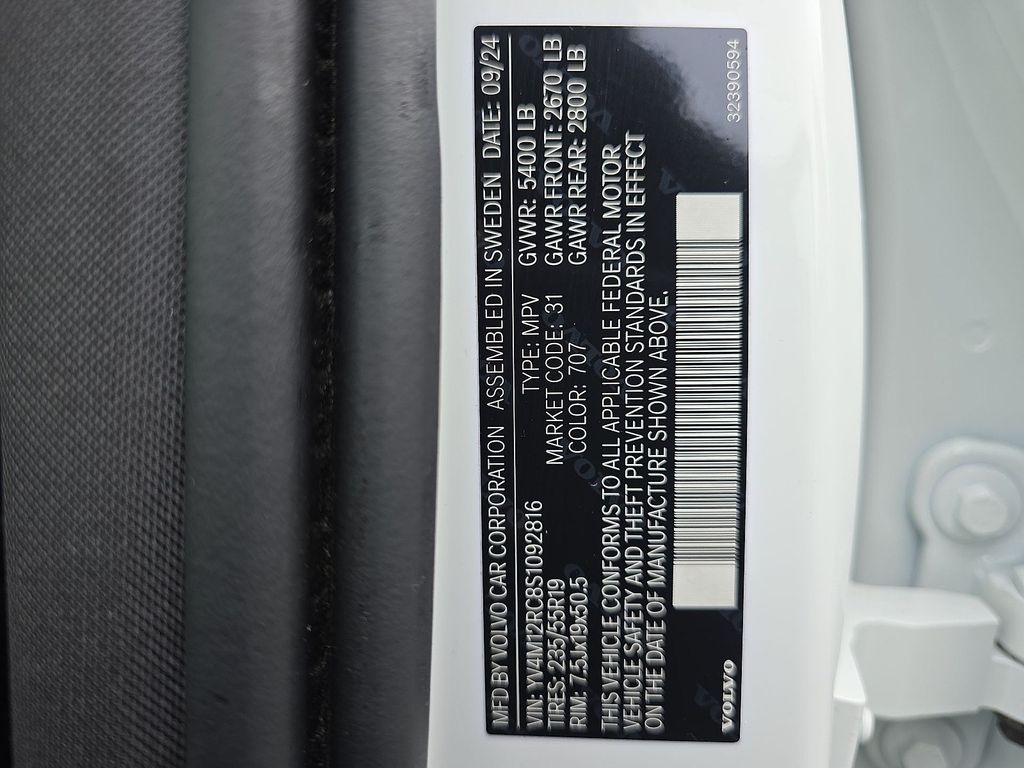 MFD BY VOLVO CAR CORPORATION ASSEMBLED IN SWEDEN DATE: 09/24
VIN: YV4M12RC8S1092816 TYPE: MPV GVWR: 5400 LB
TIRES: 235/55R19 MARKET CODE: 31 GAWR FRONT: 2670 LB
RIM: 7.5Jx19x50.5 COLOR: 707 GAWR REAR: 2800 LB
THIS VEHICLE CONFORMS TO ALL APPLICABLE FEDERAL MOTOR
VEHICLE SAFETY AND THEFT PREVENTION STANDARDS IN EFFECT
ON THE DATE OF MANUFACTURE SHOWN ABOVE.
VOLVO 32390594